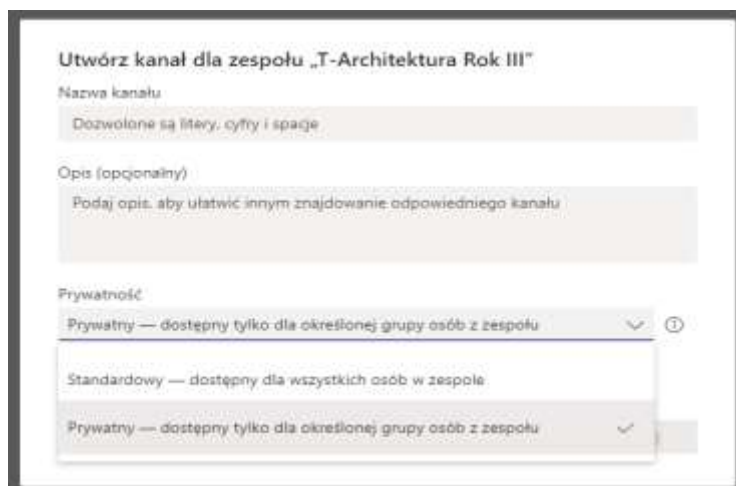 Utwórz kanał dla zespołu „T-Architektura Rok III”
Nazwa kanału
Dozwolone są litery, cyfry i spacje
Opis (opcjonalny)
Podaj opis, aby ułatwić innym znajdowanie odpowiedniego kanału
Prywatność
Prywatny — dostępny tylko dla określonej grupy osób z zespołu
Standardowy — dostępny dla wszystkich osób w zespole
Prywatny — dostępny tylko dla określonej grupy osób z zespołu